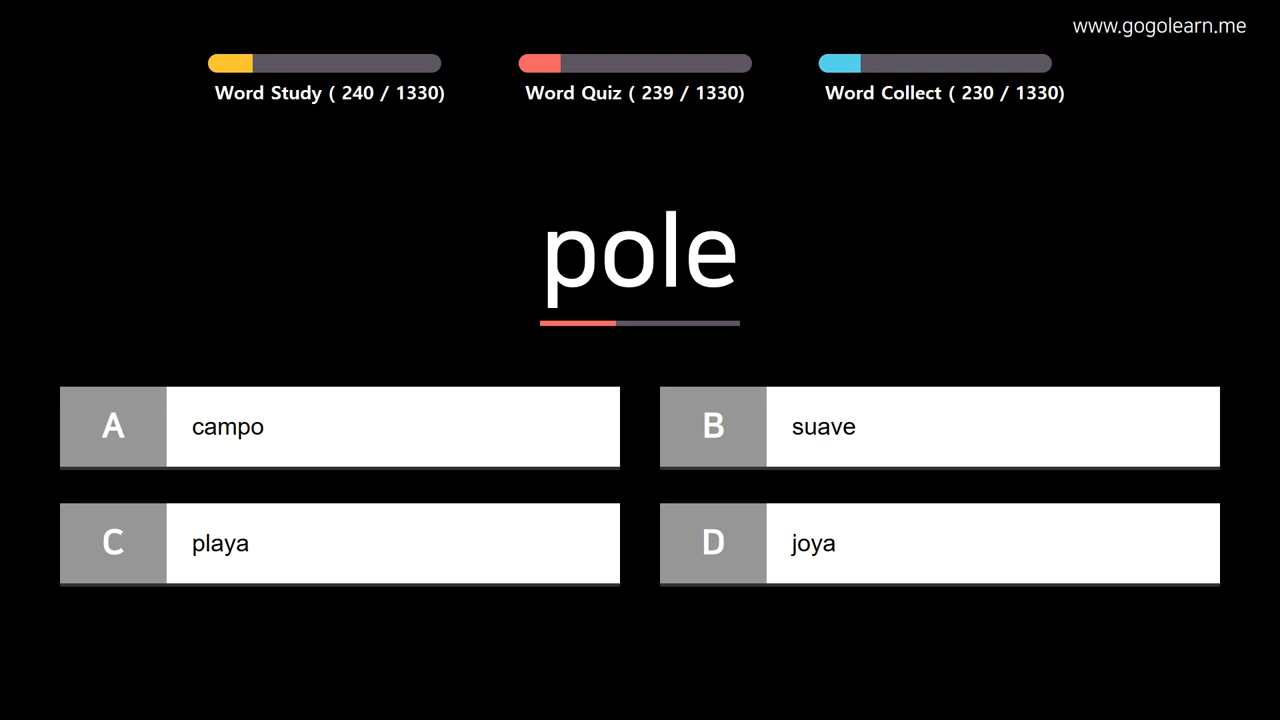 www.gogolearn.me
Word Study ( 240 / 1330)
Word Quiz ( 239 / 1330)
Word Collect ( 230 / 1330)
pole
A campo
B suave
C playa
D joya